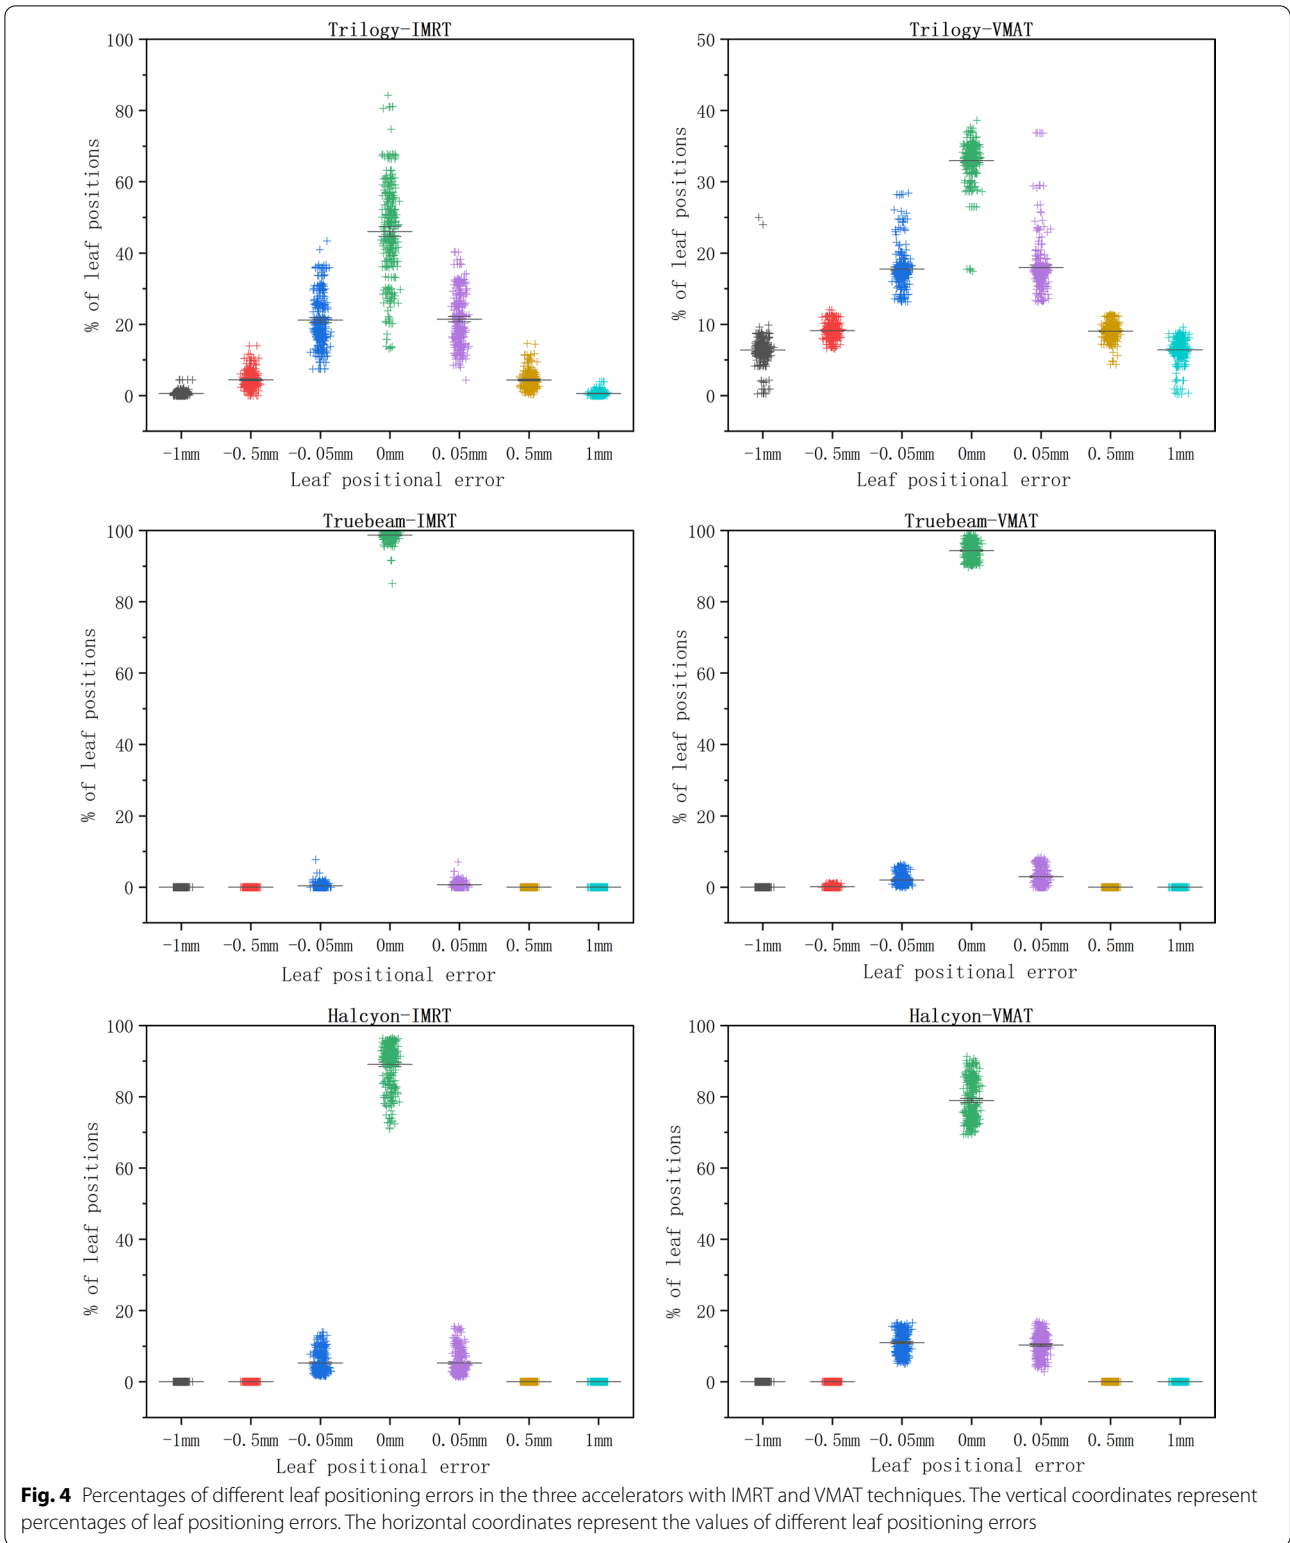 Trilogy-IMRT
100
80
60
40
20
0
% of leaf positions
-1mm -0.5mm -0.05mm 0mm 0.05mm 0.5mm 1mm
Leaf positional error
Trilogy-VMAT
50
40
30
20
10
0
% of leaf positions
-1mm -0.5mm -0.05mm 0mm 0.05mm 0.5mm 1mm
Leaf positional error
Truebeam-IMRT
100
80
60
40
20
0
% of leaf positions
-1mm -0.5mm -0.05mm 0mm 0.05mm 0.5mm 1mm
Leaf positional error
Truebeam-VMAT
100
80
60
40
20
0
% of leaf positions
-1mm -0.5mm -0.05mm 0mm 0.05mm 0.5mm 1mm
Leaf positional error
Halcyon-IMRT
100
80
60
40
20
0
% of leaf positions
-1mm -0.5mm -0.05mm 0mm 0.05mm 0.5mm 1mm
Leaf positional error
Halcyon-VMAT
100
80
60
40
20
0
% of leaf positions
-1mm -0.5mm -0.05mm 0mm 0.05mm 0.5mm 1mm
Leaf positional error
Fig. 4 Percentages of different leaf positioning errors in the three accelerators with IMRT and VMAT techniques. The vertical coordinates represent
percentages of leaf positioning errors. The horizontal coordinates represent the values of different leaf positioning errors